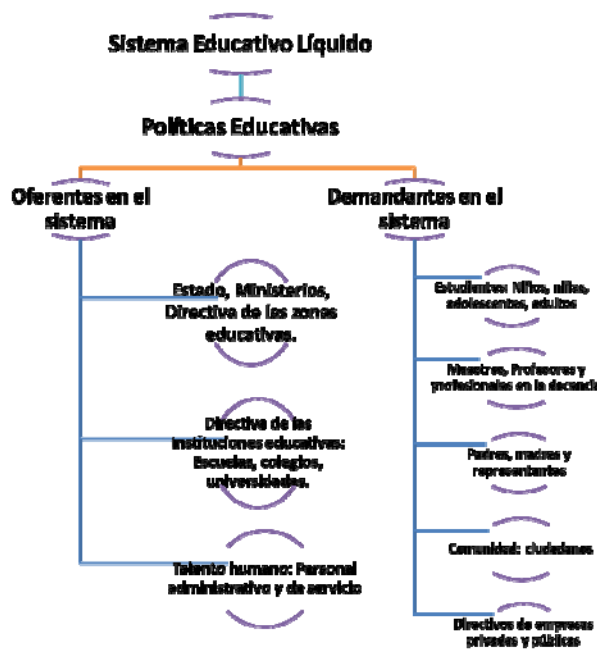 Sistema Educativo Líquido
Políticas Educativas
Oferentes en el
sistema
Estado, Ministerios,
Directiva de las zonas
educativas.
Directiva de las
instituciones educativas:
Escuelas, colegios,
universidades.
Talento humano: Personal
administrativo y de servicio
Demandantes en el
sistema
Estudiantes: Niños, niñas,
adolescentes, adultos
Maestros, Profesores y
profesionales en la docencia
Padres, madres y
representantes
Comunidad: ciudadanos
Directivos de empresas
privadas y públicas